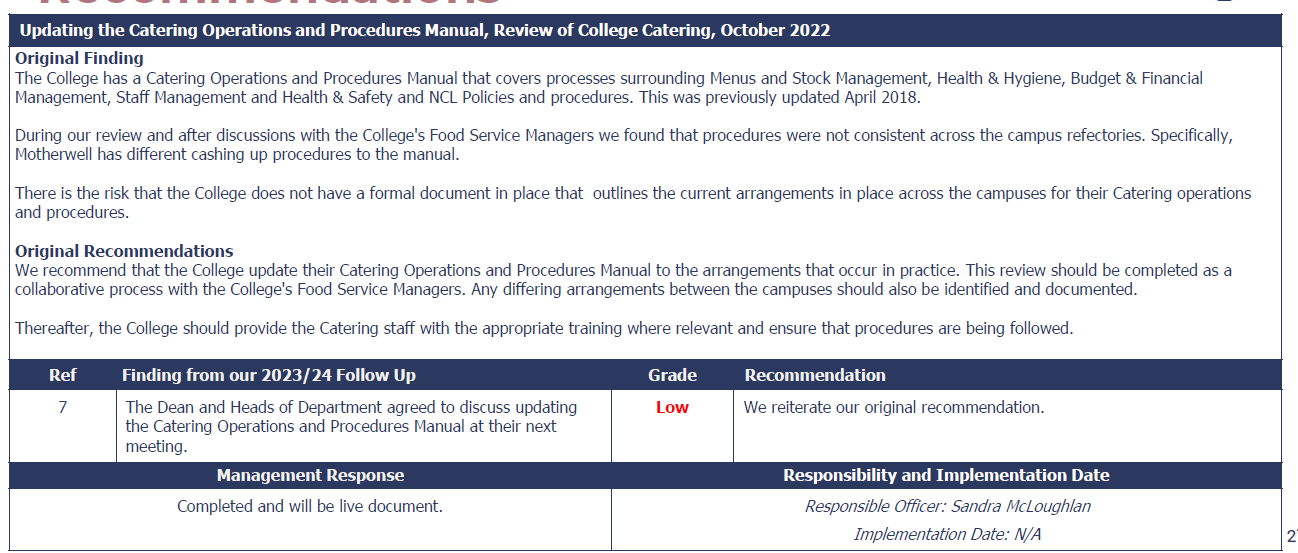 Recommendations
Updating the Catering Operations and Procedures Manual, Review of College Catering, October 2022
Original Finding
The College has a Catering Operations and Procedures Manual that covers processes surrounding Menus and Stock Management, Health & Hygiene, Budget & Financial
Management, Staff Management and Health & Safety and NCL Policies and procedures. This was previously updated April 2018.
During our review and after discussions with the College's Food Service Managers we found that procedures were not consistent across the campus refectories. Specifically,
Motherwell has different cashing up procedures to the manual.
There is the risk that the College does not have a formal document in place that outlines the current arrangements in place across the campuses for their Catering operations
and procedures.
Original Recommendations
We recommend that the College update their Catering Operations and Procedures Manual to the arrangements that occur in practice. This review should be completed as a
collaborative process with the College's Food Service Managers. Any differing arrangements between the campuses should also be identified and documented.
Thereafter, the College should provide the Catering staff with the appropriate training where relevant and ensure that procedures are being followed.
Ref Finding from our 2023/24 Follow Up Grade Recommendation
7 The Dean and Heads of Department agreed to discuss updating Low We reiterate our original recommendation.
the Catering Operations and Procedures Manual at their next
meeting.
Management Response Responsibility and Implementation Date
Completed and will be live document. Responsible Officer: Sandra McLoughlan
Implementation Date: N/A